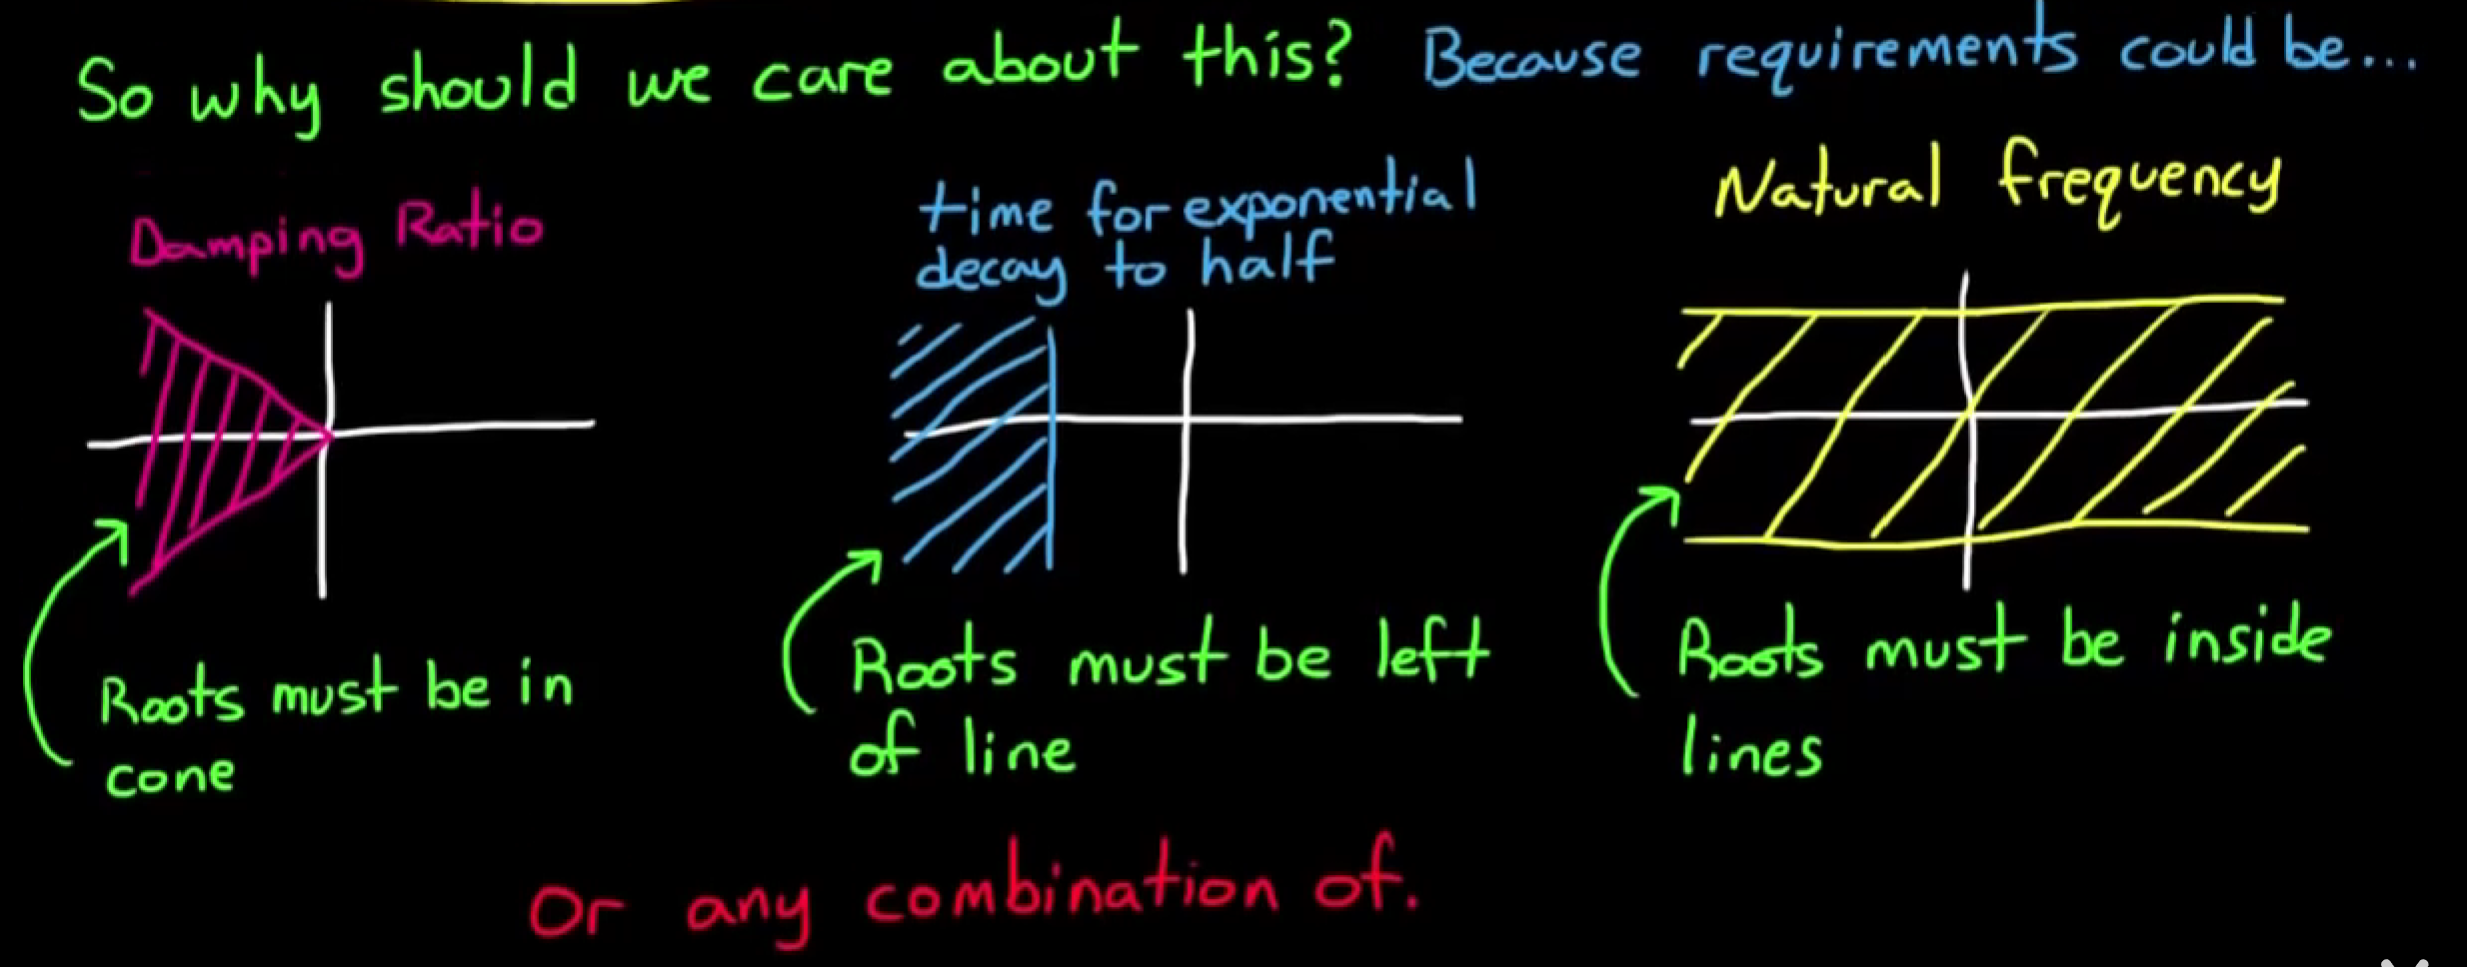 So why should we care about this? Because requirements could be...
Damping Ratio
time for exponential
decay to half
Natural frequency
Roots must be in
cone
Roots must be left
of line
Roots must be inside
lines
Or any combination of.